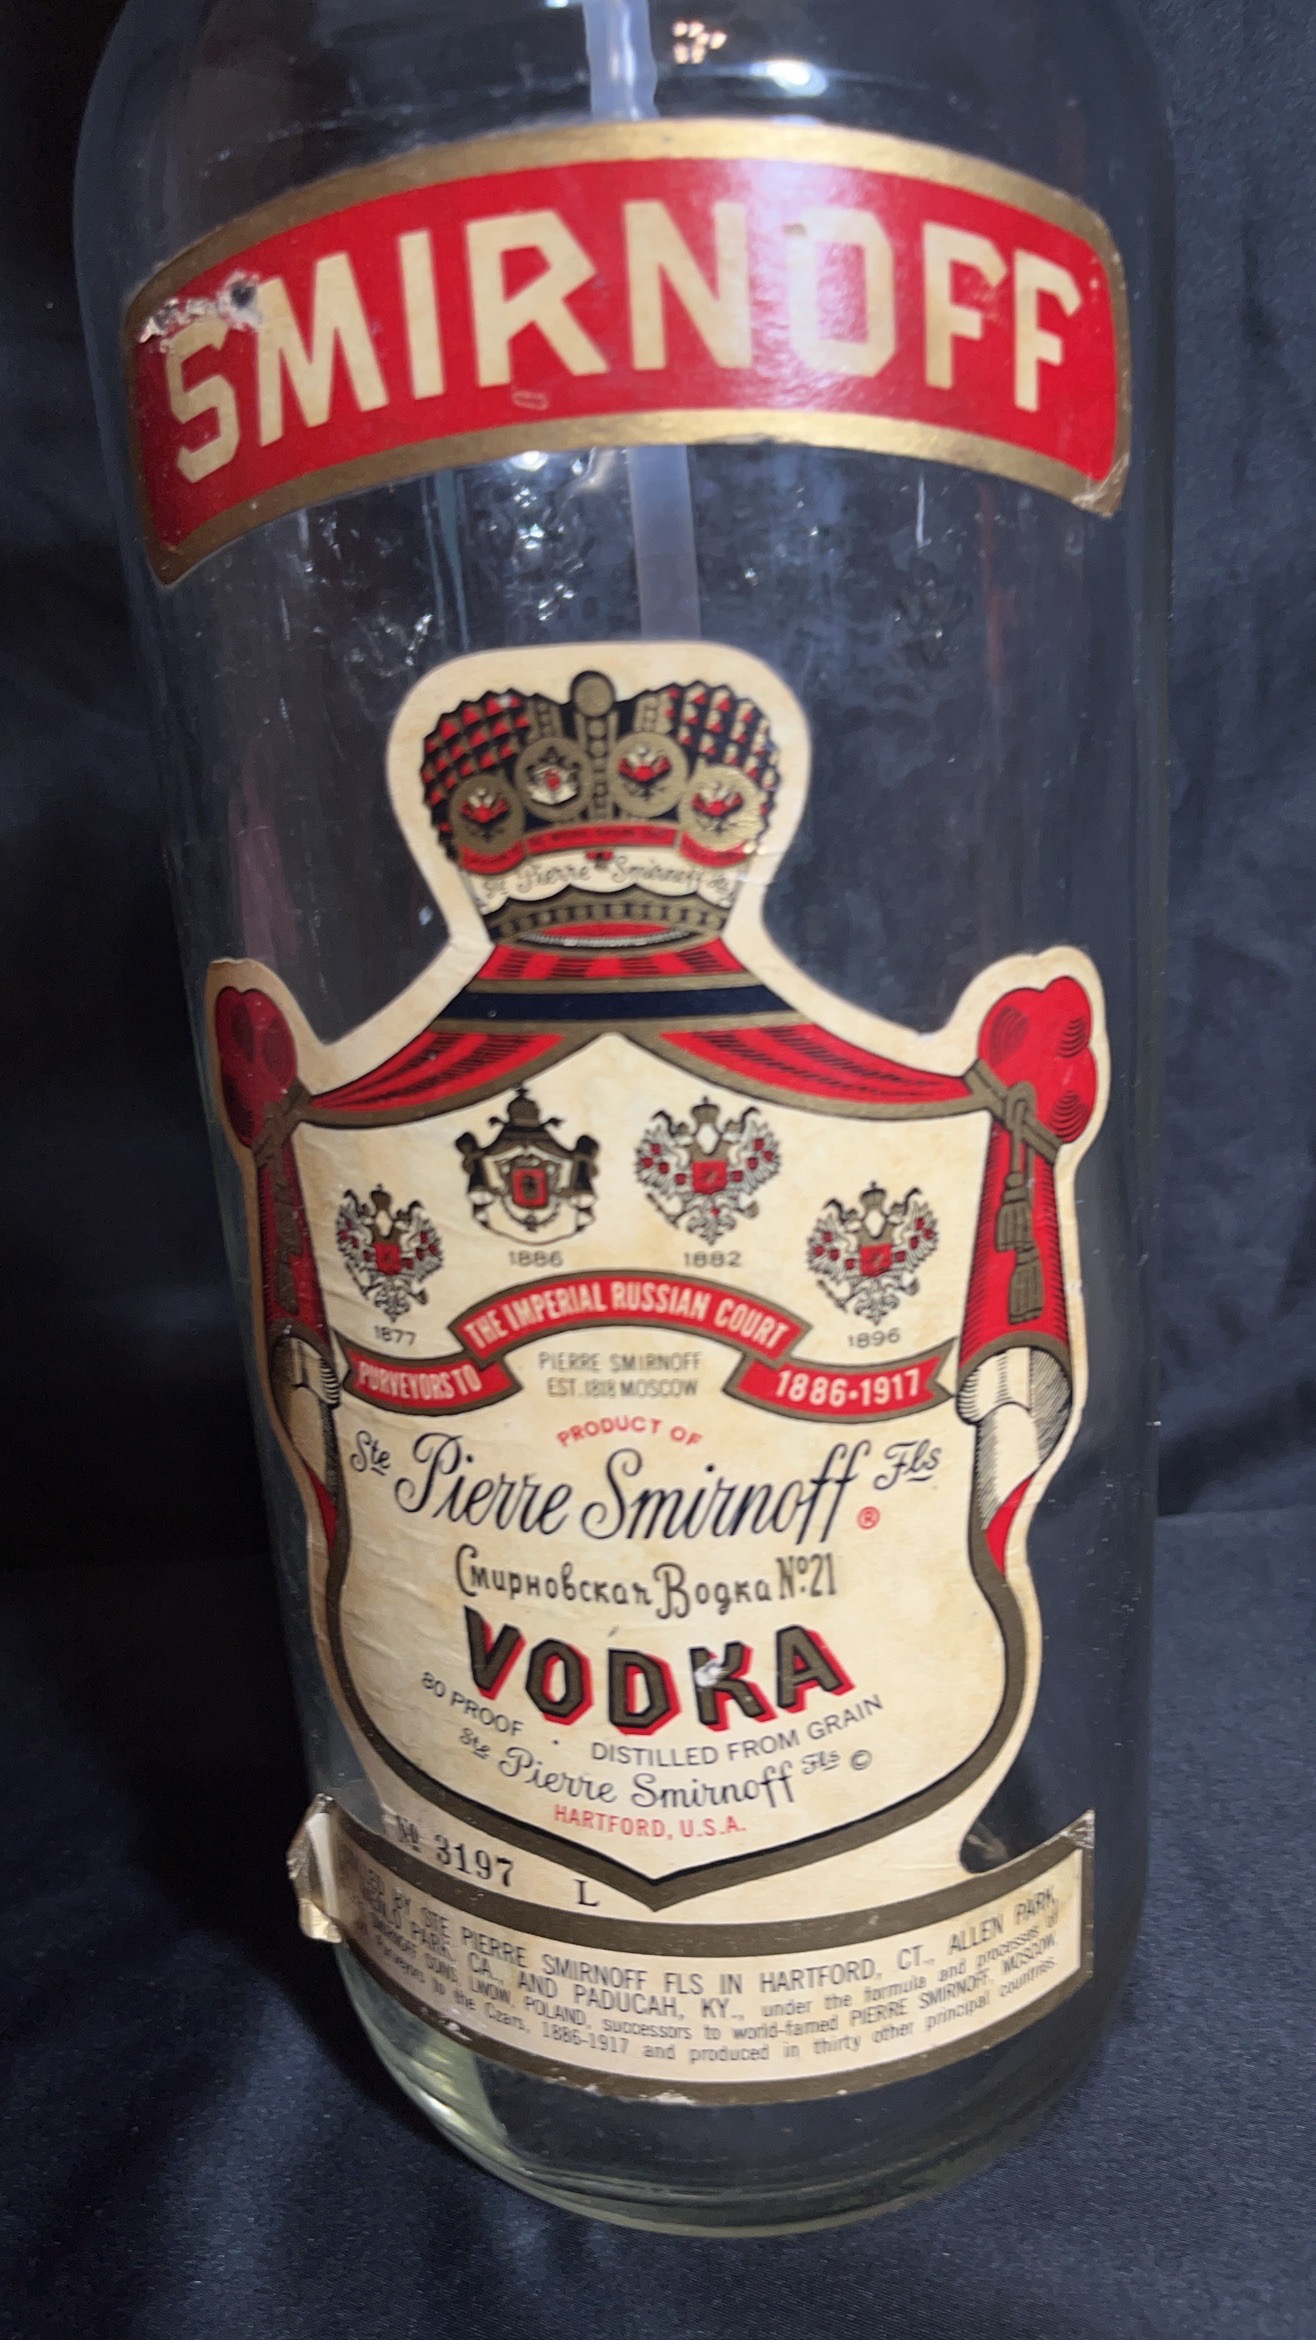 SMIRNOFF
Ste Pierre Smirnoff Fls
1886
1882
1877
1896
PURVEYORS TO THE IMPERIAL RUSSIAN COURT 1886•1917
PIERRE SMIRNOFF
EST. 1818 MOSCOW
PRODUCT OF
Ste Pierre Smirnoff Fls ®
Смирновская Водка №21
VODKA
80 PROOF • DISTILLED FROM GRAIN
Ste Pierre Smirnoff Fls ©
HARTFORD, U.S.A.
№ 3197 L
BY STE PIERRE SMIRNOFF FLS IN HARTFORD, CT., ALLEN PARK,
PARK, CA., AND PADUCAH, KY., under the formula and processes of
SMIRNOFF SONS LWOW, POLAND, successors to world-famed PIERRE SMIRNOFF, MOSCOW,
Purveyors to the Czars, 1886-1917 and produced in thirty other principal countries.